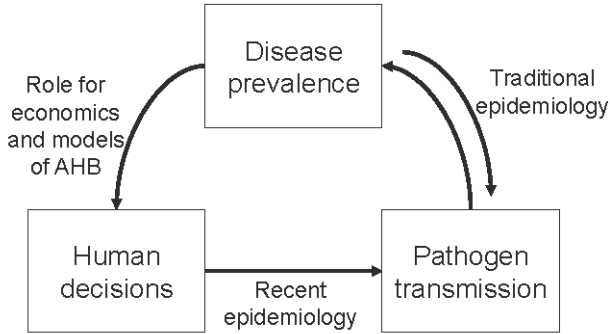 Disease
prevalence
Role for
economics
and models
of AHB
Traditional
epidemiology
Human
decisions
Recent
epidemiology
Pathogen
transmission